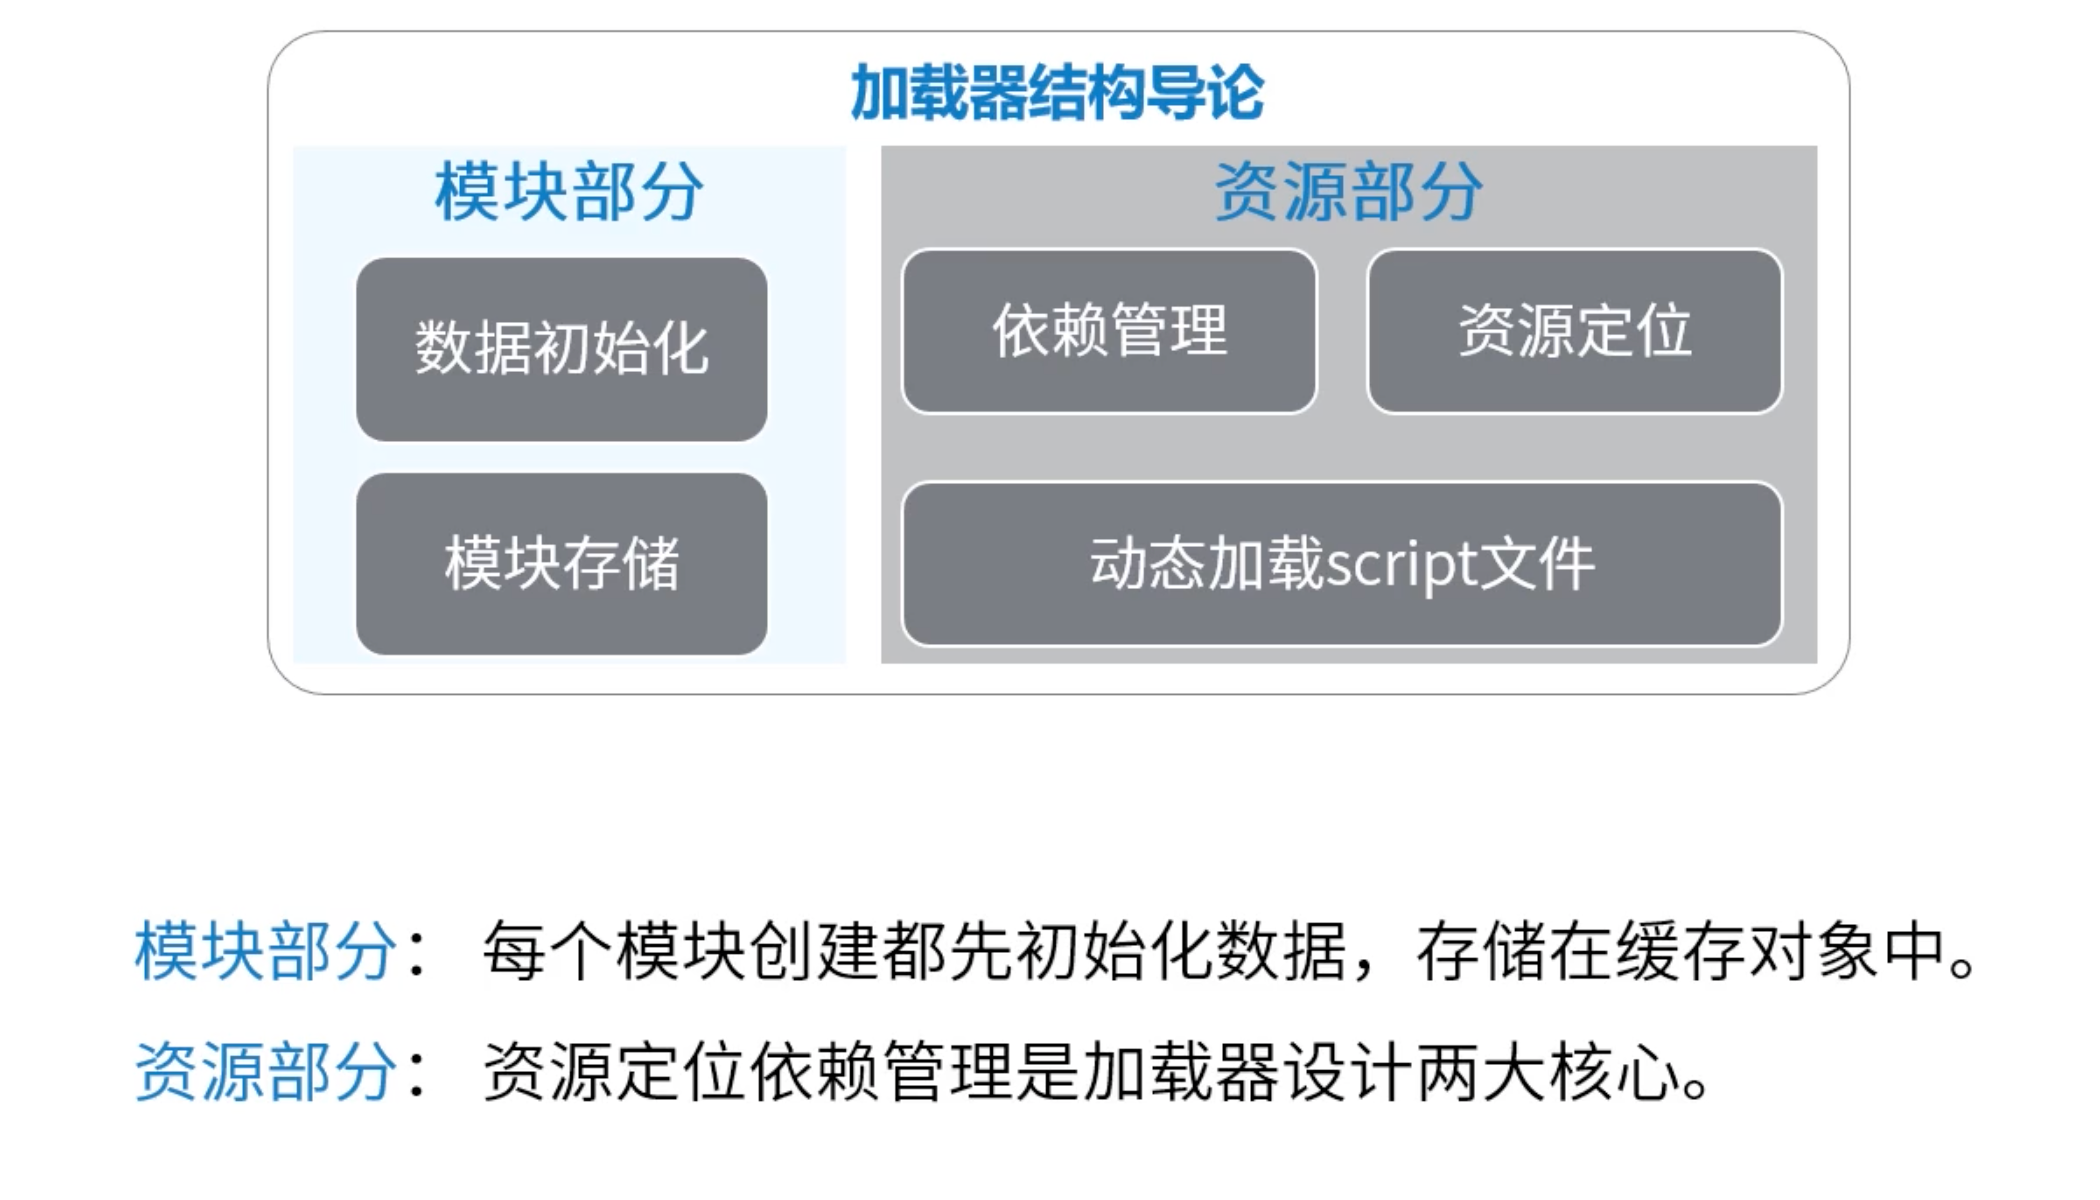 加载器结构导论
模块部分
数据初始化
模块存储
资源部分
依赖管理
资源定位
动态加载script文件
模块部分： 每个模块创建都先初始化数据，存储在缓存对象中。
资源部分： 资源定位依赖管理是加载器设计两大核心。